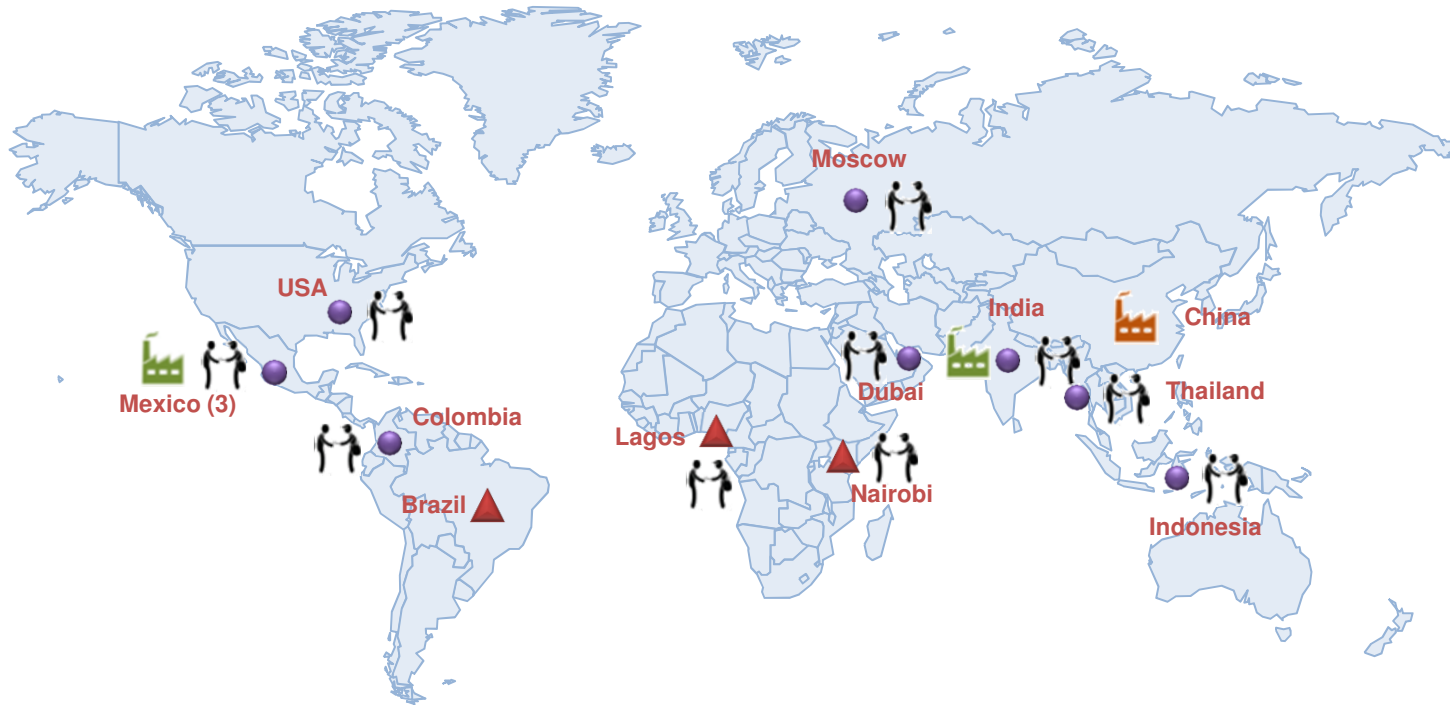 Moscow
USA
India
China
Mexico (3)
Dubai
Thailand
Colombia
Lagos
Nairobi
Brazil
Indonesia